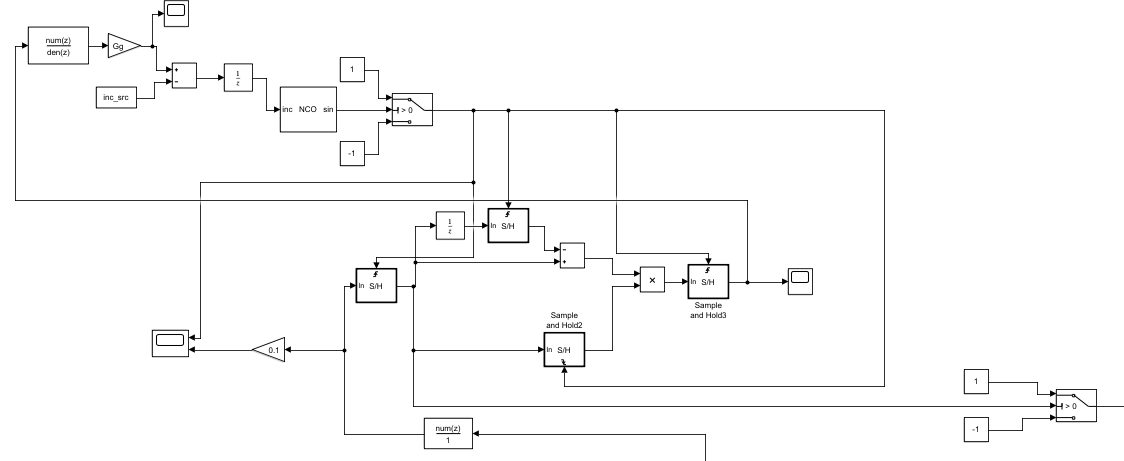 num(z)
den(z)
Gg
+
−
inc_src
1
z
inc NCO sin
1
> 0
-1
1
z
In S/H
−
+
In S/H
×
In S/H
Sample
and Hold3
Sample
and Hold2
In S/H
0.1
1
> 0
-1
num(z)
1